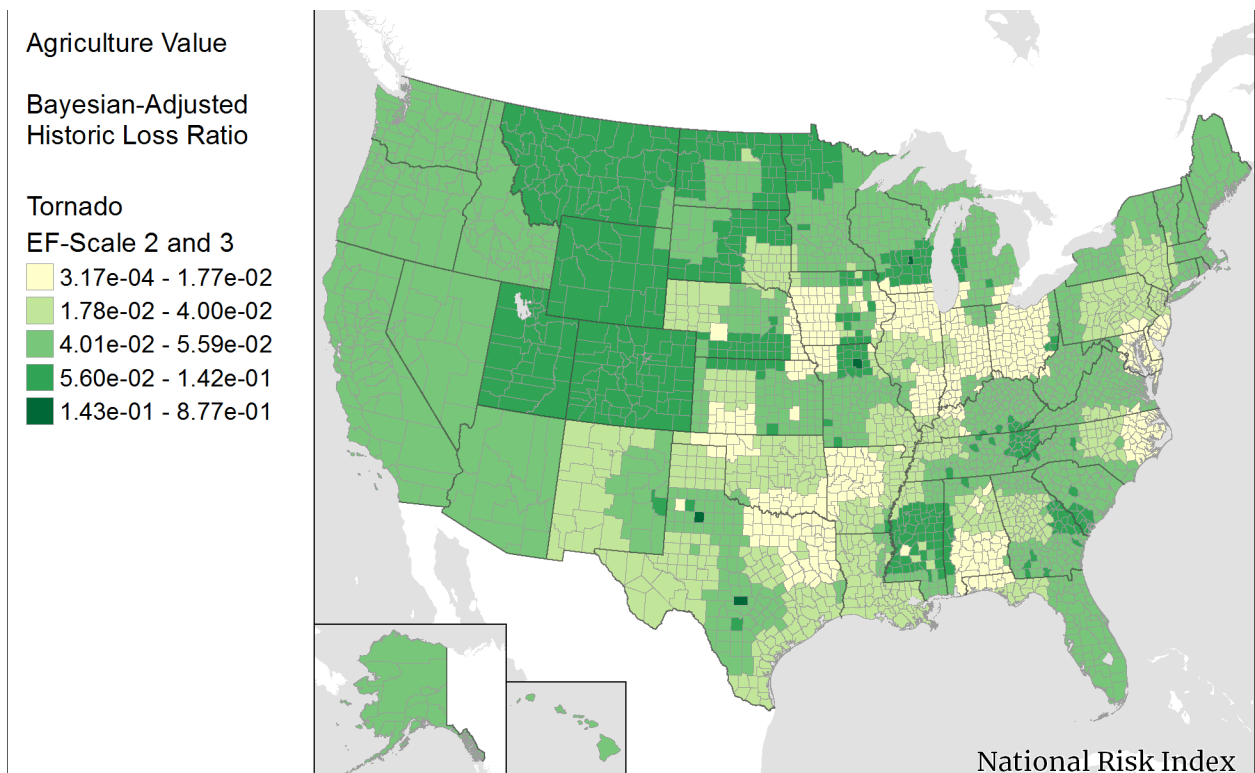 Agriculture Value
Bayesian-Adjusted
Historic Loss Ratio
Tornado
EF-Scale 2 and 3
3.17e-04 - 1.77e-02
1.78e-02 - 4.00e-02
4.01e-02 - 5.59e-02
5.60e-02 - 1.42e-01
1.43e-01 - 8.77e-01
National Risk Index